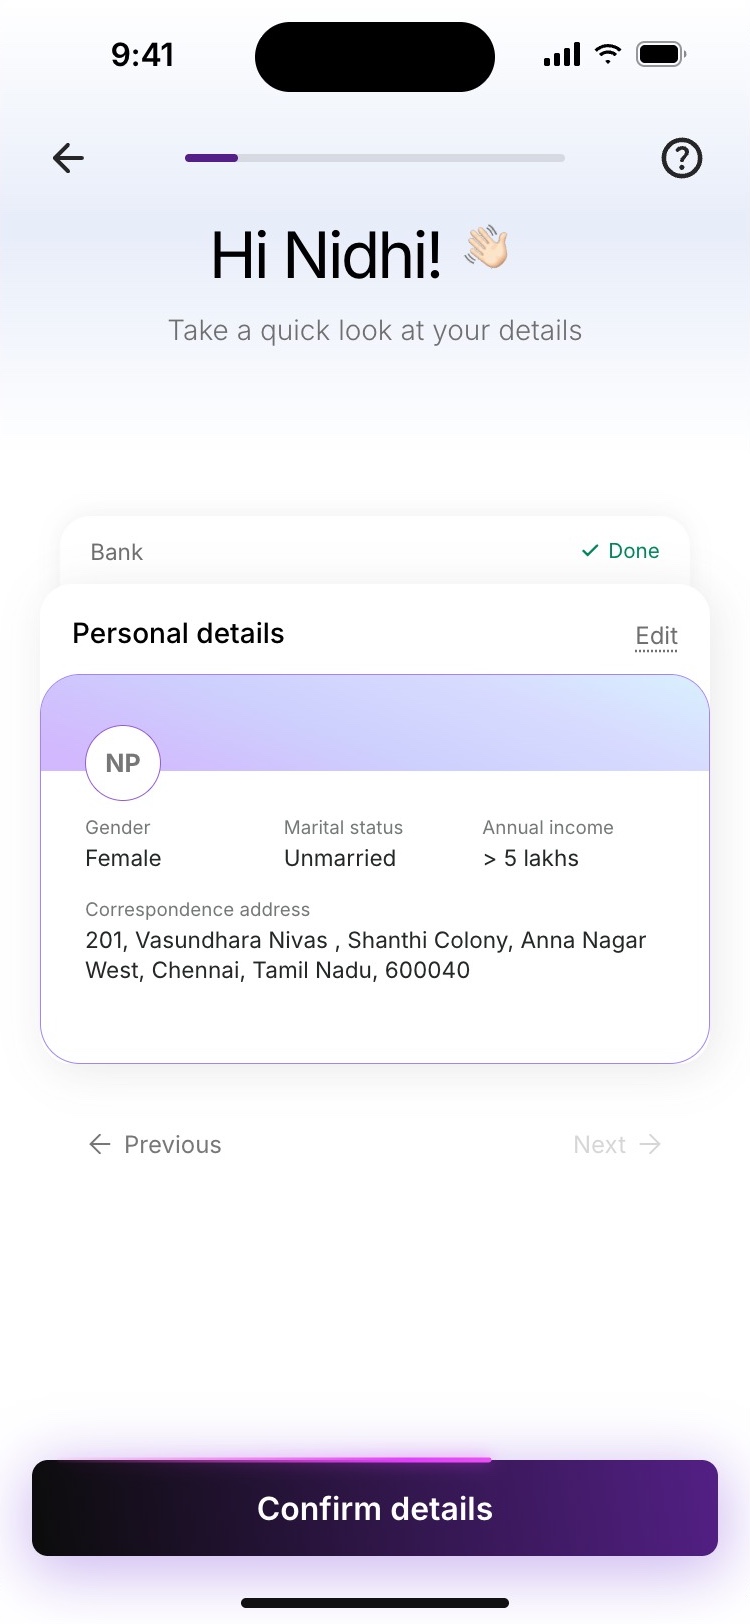 9:41
Hi Nidhi! 👋🏻
Take a quick look at your details
Bank
Done
Personal details
Edit
NP
Gender
Marital status
Annual income
Female
Unmarried
> 5 lakhs
Correspondence address
201, Vasundhara Nivas , Shanthi Colony, Anna Nagar
West, Chennai, Tamil Nadu, 600040
Previous
Next
Confirm details